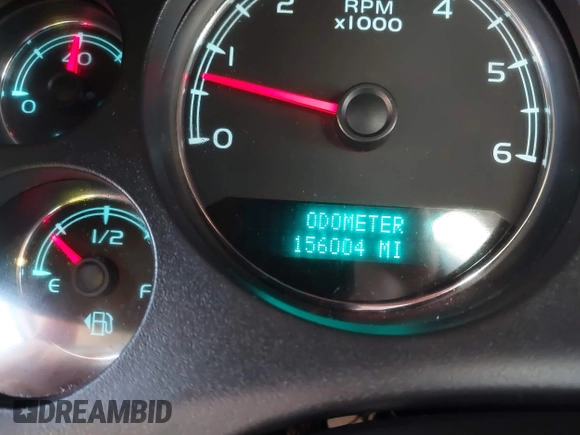 2
RPM
x1000
4
40
0
1
5
0
6
ODOMETER
156004 MI
1/2
E
F
DREAMBID